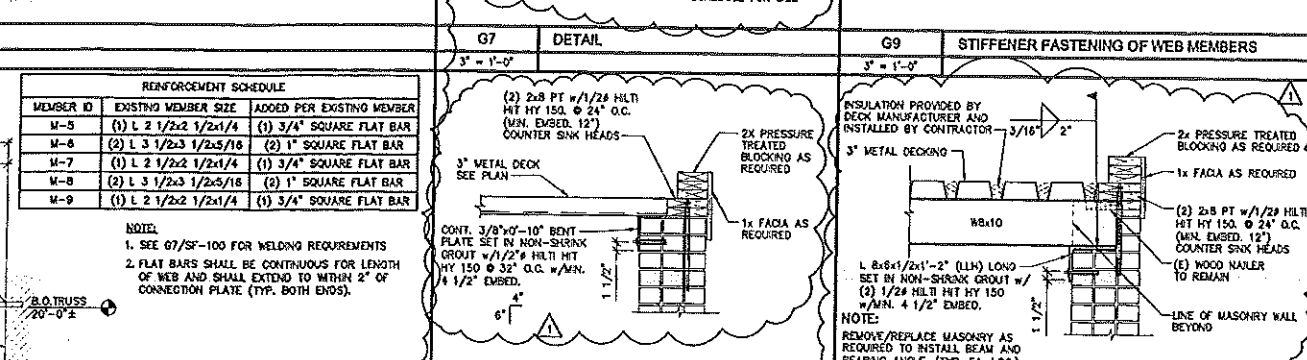 G7 DETAIL
3" = 1'-0"
G9 STIFFENER FASTENING OF WEB MEMBERS
3" = 1'-0"
REINFORCEMENT SCHEDULE
MEMBER ID EXISTING MEMBER SIZE ADDED PER EXISTING MEMBER
M-5 (1) L 2 1/2x2 1/2x1/4 (1) 3/4" SQUARE FLAT BAR
M-6 (2) L 3 1/2x3 1/2x5/16 (2) 1" SQUARE FLAT BAR
M-7 (1) L 2 1/2x2 1/2x1/4 (1) 3/4" SQUARE FLAT BAR
M-8 (2) L 3 1/2x3 1/2x5/16 (2) 1" SQUARE FLAT BAR
M-9 (1) L 2 1/2x2 1/2x1/4 (1) 3/4" SQUARE FLAT BAR
NOTE:
1. SEE G7/SF-100 FOR WELDING REQUIREMENTS
2. FLAT BARS SHALL BE CONTINUOUS FOR LENGTH
OF WEB AND SHALL EXTEND TO WITHIN 2" OF
CONNECTION PLATE (TYP. BOTH ENDS).
B.O.TRUSS
20'-0"±
(2) 2x8 PT w/1/2ø HILTI
HIT HY 150, @ 24" O.C.
(MIN. EMBED. 12")
COUNTER SINK HEADS
2X PRESSURE
TREATED
BLOCKING AS
REQUIRED
3" METAL DECK
SEE PLAN
1x FACIA AS
REQUIRED
CONT. 3/8"x0'-10" BENT
PLATE SET IN NON-SHRINK
GROUT w/1/2"ø HILTI HIT
HY 150 @ 32" O.C. w/MIN.
4 1/2" EMBED.
1 1/2"
4"
6"
1
INSULATION PROVIDED BY
DECK MANUFACTURER AND
INSTALLED BY CONTRACTOR
3/16" 2"
1
2x PRESSURE TREATED
BLOCKING AS REQUIRED
3" METAL DECKING
1x FACIA AS REQUIRED
W8x10
(2) 2x8 PT w/1/2ø HILTI
HIT HY 150, @ 24" O.C.
(MIN. EMBED. 12")
COUNTER SINK HEADS
(E) WOOD NAILER
TO REMAIN
L 8x6x1/2x1'-2" (LLH) LONG
SET IN NON-SHRINK GROUT w/
(2) 1/2ø HILTI HIT HY 150
w/MIN. 4 1/2" EMBED.
1 1/2"
LINE OF MASONRY WALL
BEYOND
NOTE:
REMOVE/REPLACE MASONRY AS
REQUIRED TO INSTALL BEAM AND